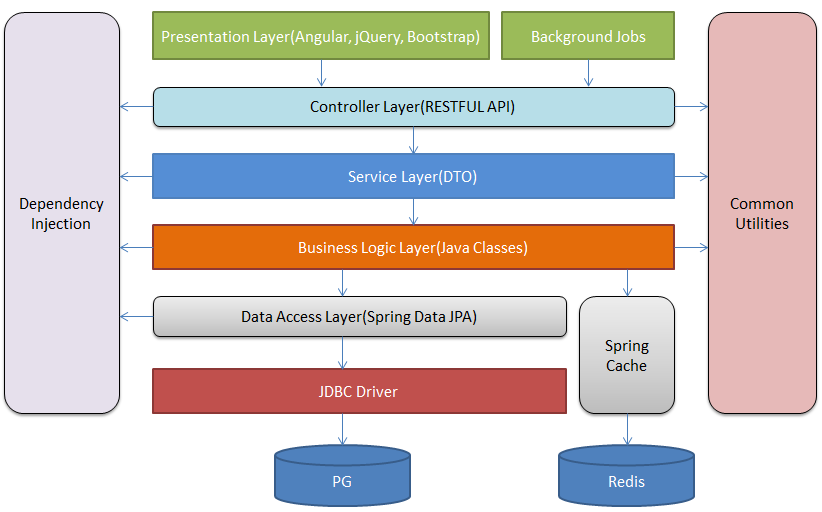 Presentation Layer(Angular, jQuery, Bootstrap)
Background Jobs
Controller Layer(RESTFUL API)
Service Layer(DTO)
Dependency
Injection
Common
Utilities
Business Logic Layer(Java Classes)
Data Access Layer(Spring Data JPA)
Spring
Cache
JDBC Driver
PG
Redis